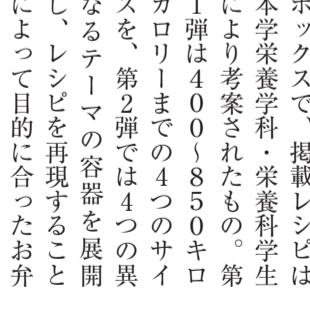 ボックスで、掲載レシピは
本学栄養学科・栄養科学生
により考案されたもの。第
1弾は400〜850キロ
カロリーまでの4つのサイ
スを、第2弾では4つの異
なるテーマの容器を展開
し、レシピを再現すること
によって目的に合ったお弁